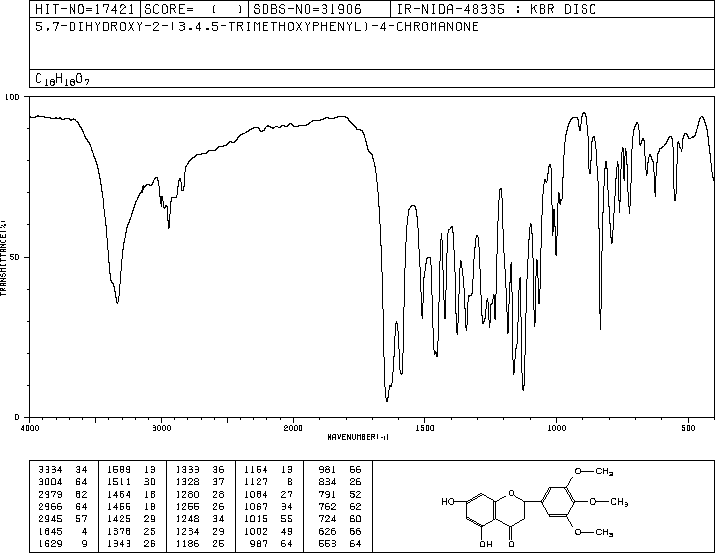 HIT-NO=17421 SCORE= ( ) SDBS-NO=31906 IR-NIDA-48335 : KBR DISC
5,7-DIHYDROXY-2-(3,4,5-TRIMETHOXYPHENYL)-4-CHROMANONE
C18H18O7
100
50
0
TRANSMITTANCE(%)
4000 3000 2000 1500 1000 500
WAVENUMBER(-1)
3334 34 1589 13 1333 36 1164 13 981 66
3004 64 1511 30 1328 37 1127 8 834 26
2979 62 1464 18 1280 28 1084 27 791 52
2966 64 1455 18 1255 26 1067 34 762 62
2945 57 1425 29 1248 34 1015 55 724 60
1645 4 1378 25 1234 29 1002 49 626 66
1629 9 1343 26 1186 25 987 64 553 64
O—CH3
HO O O—CH3
O—CH3
OH O